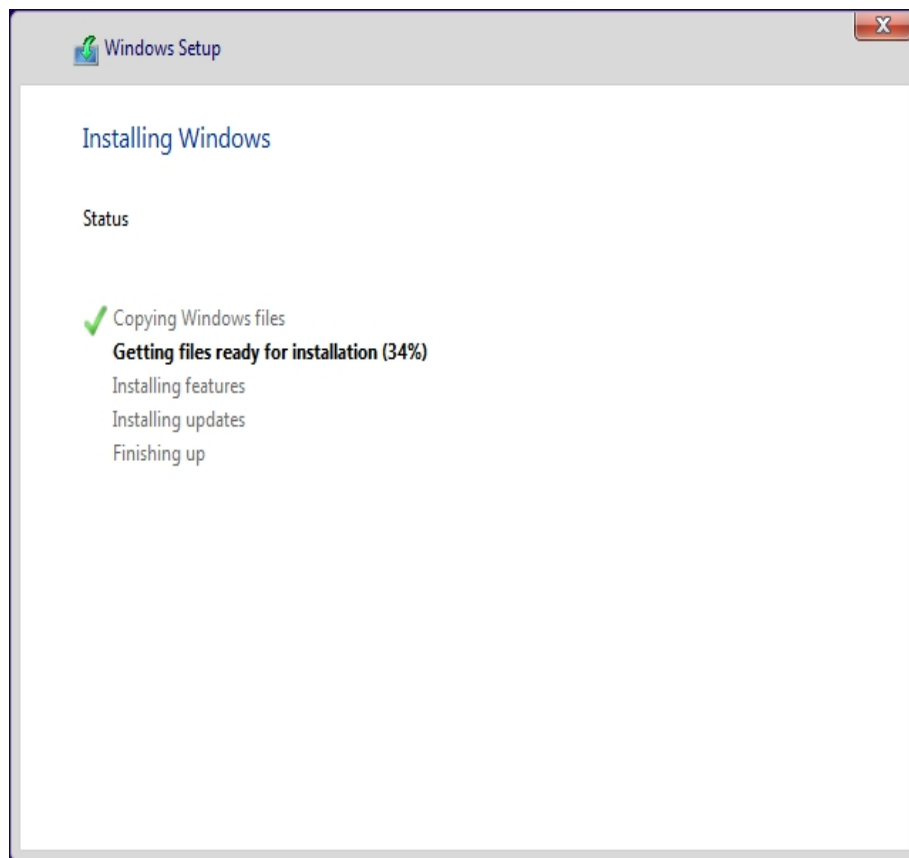 Windows Setup
X
Installing Windows
Status
Copying Windows files
Getting files ready for installation (34%)
Installing features
Installing updates
Finishing up